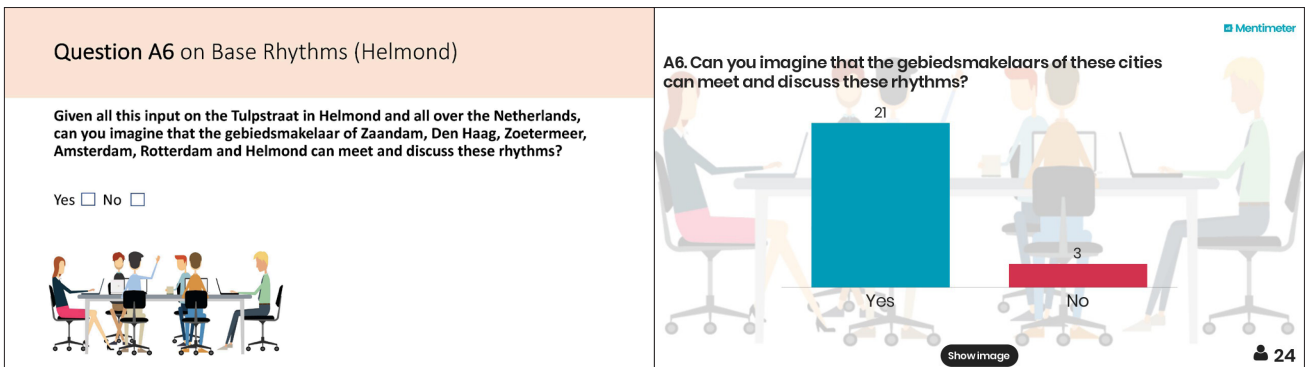 Question A6 on Base Rhythms (Helmond)
Given all this input on the Tulpstraat in Helmond and all over the Netherlands,
can you imagine that the gebiedsmakelaar of Zaandam, Den Haag, Zoetermeer,
Amsterdam, Rotterdam and Helmond can meet and discuss these rhythms?
Yes No
Mentimeter
A6. Can you imagine that the gebiedsmakelaars of these cities
can meet and discuss these rhythms?
21
3
Yes No
Show image
24